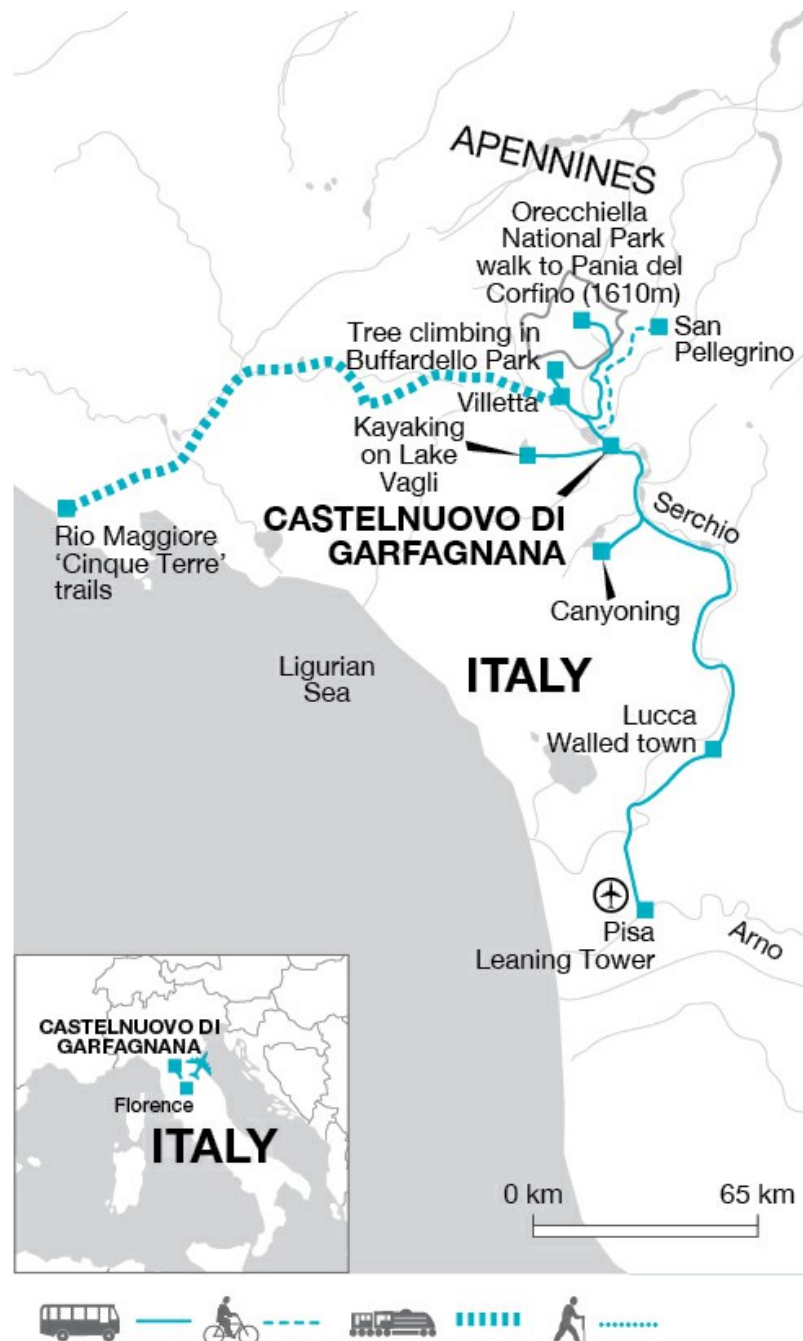 APENNINES
Orecchiella
National Park
walk to Pania del
Corfino (1610m)
San
Pellegrino
Tree climbing in
Buffardello Park
Villetta
Kayaking
on Lake
Vagli
CASTELNUOVO DI
GARFAGNANA
Serchio
Rio Maggiore
‘Cinque Terre’
trails
Canyoning
Ligurian
Sea
ITALY
Lucca
Walled town
Pisa
Leaning Tower
Arno
CASTELNUOVO DI
GARFAGNANA
Florence
ITALY
0 km 65 km